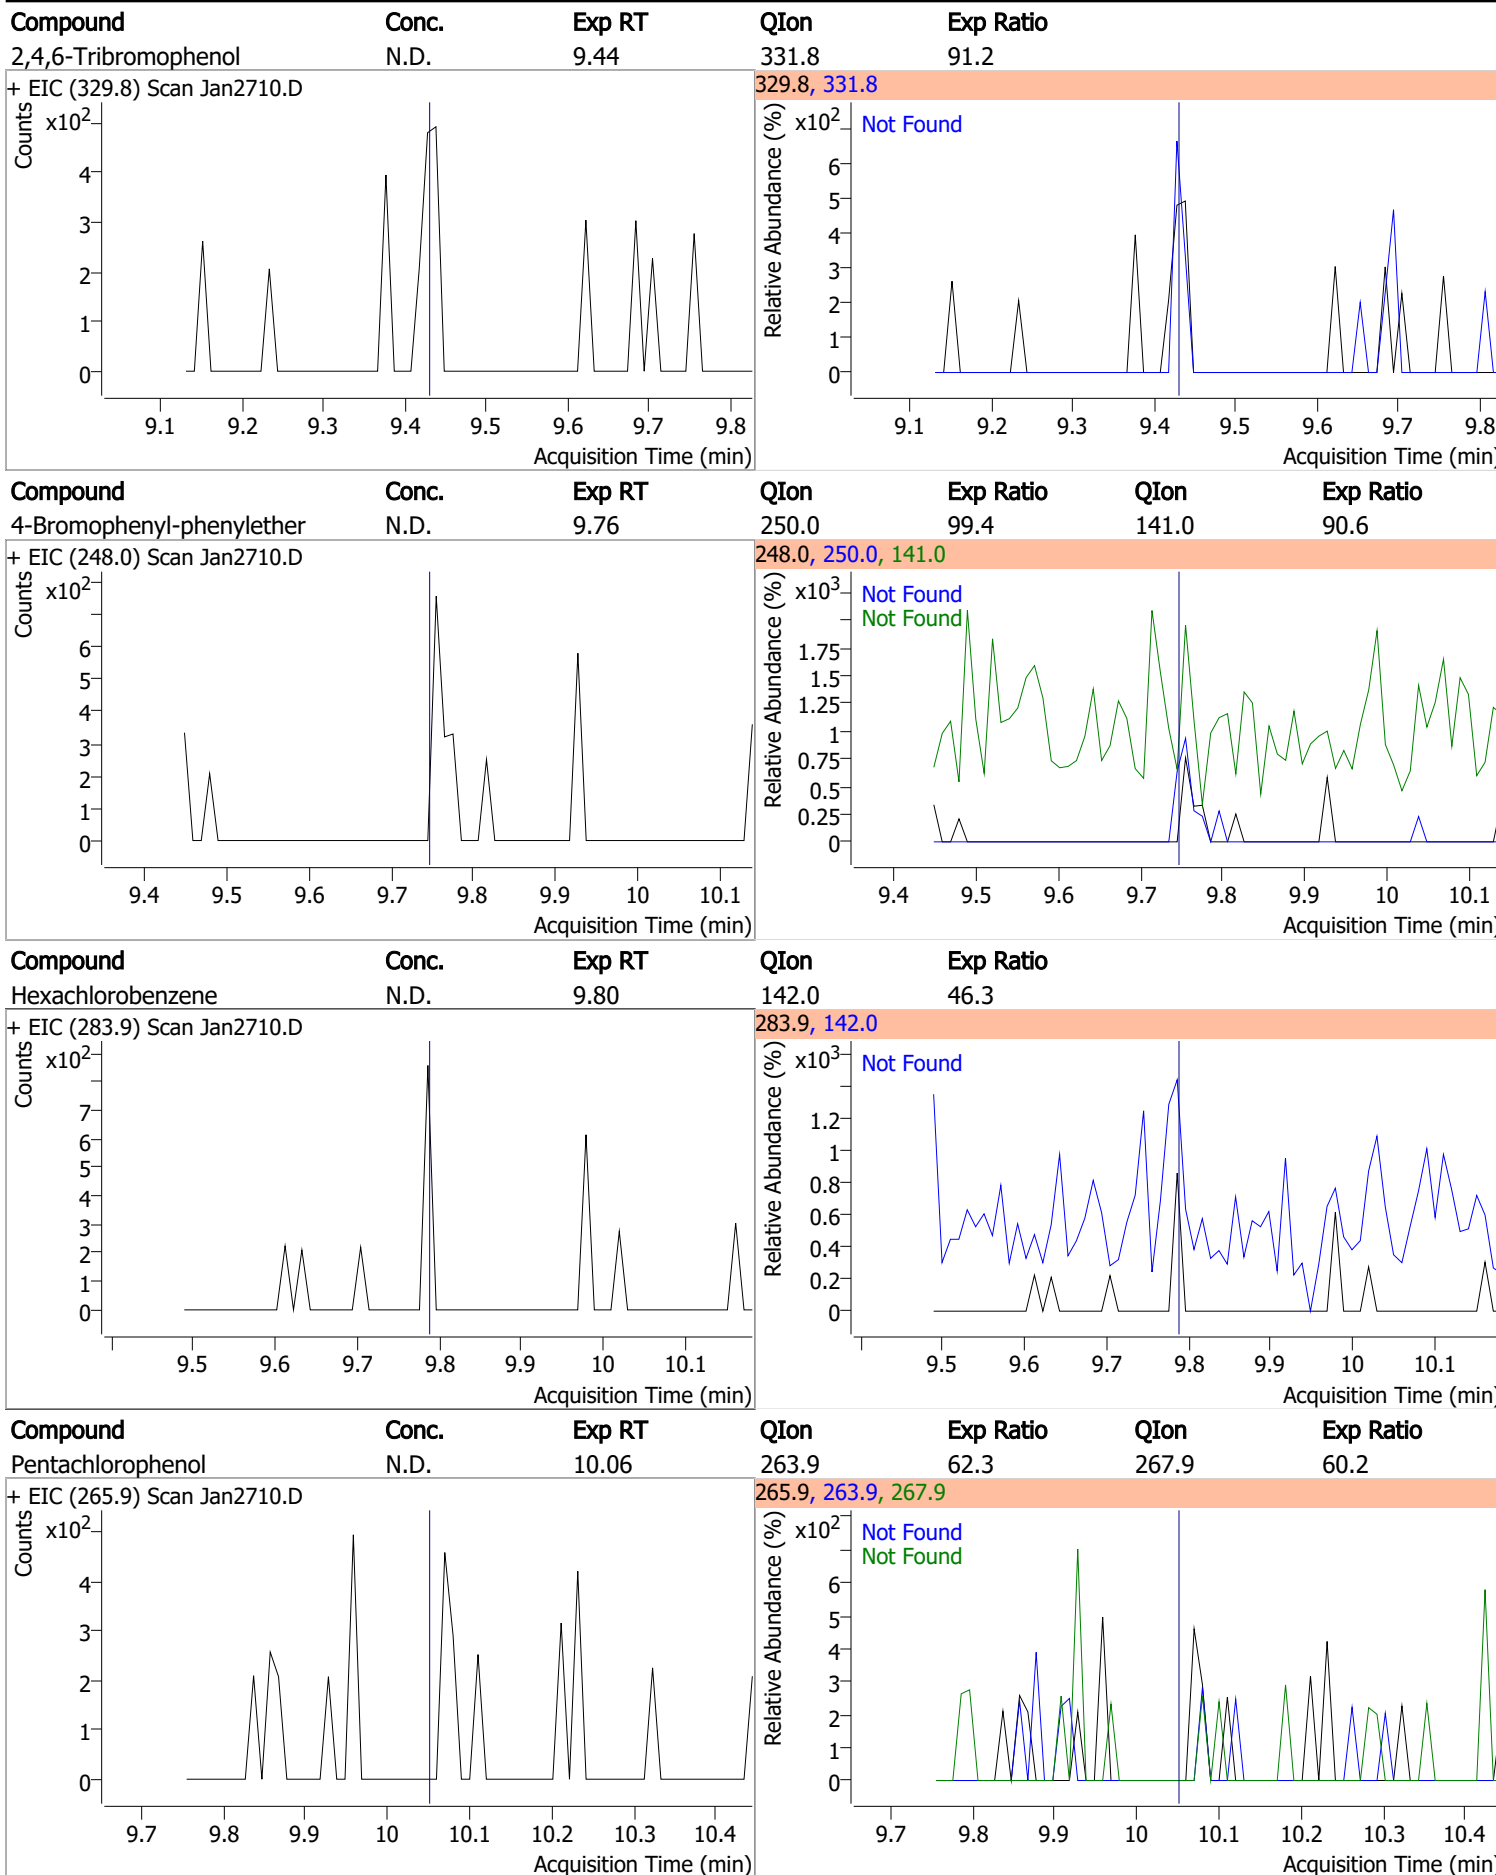 Compound Conc. Exp RT QIon Exp Ratio
2,4,6-Tribromophenol N.D. 9.44 331.8 91.2
+ EIC (329.8) Scan Jan2710.D
Counts
x10²
4
3
2
1
0
9.1 9.2 9.3 9.4 9.5 9.6 9.7 9.8
Acquisition Time (min)
329.8, 331.8
Relative Abundance (%)
x10²
Not Found
6
5
4
3
2
1
0
9.1 9.2 9.3 9.4 9.5 9.6 9.7 9.8
Acquisition Time (min)
Compound Conc. Exp RT QIon Exp Ratio QIon Exp Ratio
4-Bromophenyl-phenylether N.D. 9.76 250.0 99.4 141.0 90.6
+ EIC (248.0) Scan Jan2710.D
Counts
x10²
6
5
4
3
2
1
0
9.4 9.5 9.6 9.7 9.8 9.9 10 10.1
Acquisition Time (min)
248.0, 250.0, 141.0
Relative Abundance (%)
x10³
Not Found
Not Found
1.75
1.5
1.25
1
0.75
0.5
0.25
0
9.4 9.5 9.6 9.7 9.8 9.9 10 10.1
Acquisition Time (min)
Compound Conc. Exp RT QIon Exp Ratio
Hexachlorobenzene N.D. 9.80 142.0 46.3
+ EIC (283.9) Scan Jan2710.D
Counts
x10²
7
6
5
4
3
2
1
0
9.5 9.6 9.7 9.8 9.9 10 10.1
Acquisition Time (min)
283.9, 142.0
Relative Abundance (%)
x10³
Not Found
1.2
1
0.8
0.6
0.4
0.2
0
9.5 9.6 9.7 9.8 9.9 10 10.1
Acquisition Time (min)
Compound Conc. Exp RT QIon Exp Ratio QIon Exp Ratio
Pentachlorophenol N.D. 10.06 263.9 62.3 267.9 60.2
+ EIC (265.9) Scan Jan2710.D
Counts
x10²
4
3
2
1
0
9.7 9.8 9.9 10 10.1 10.2 10.3 10.4
Acquisition Time (min)
265.9, 263.9, 267.9
Relative Abundance (%)
x10²
Not Found
Not Found
6
5
4
3
2
1
0
9.7 9.8 9.9 10 10.1 10.2 10.3 10.4
Acquisition Time (min)